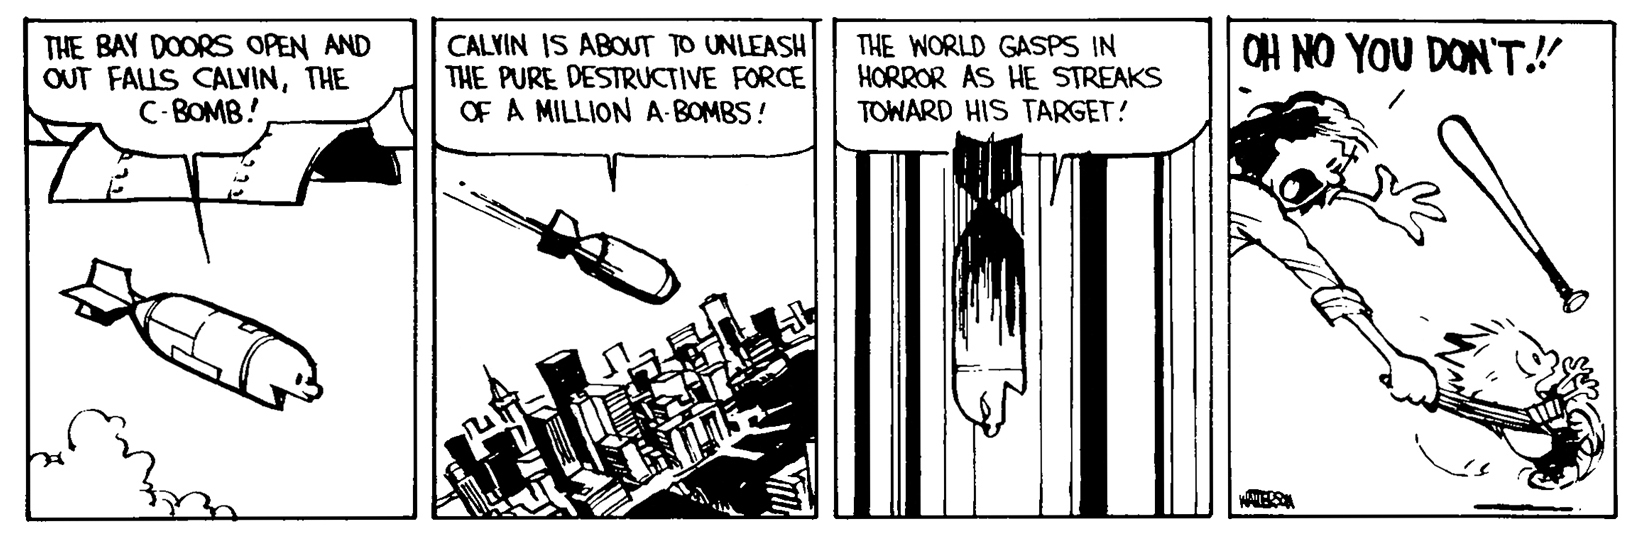 THE BAY DOORS OPEN AND
OUT FALLS CALVIN, THE
C-BOMB!
CALVIN IS ABOUT TO UNLEASH
THE PURE DESTRUCTIVE FORCE
OF A MILLION A-BOMBS!
THE WORLD GASPS IN
HORROR AS HE STREAKS
TOWARD HIS TARGET!
OH NO YOU DON'T!!
WATTERSON